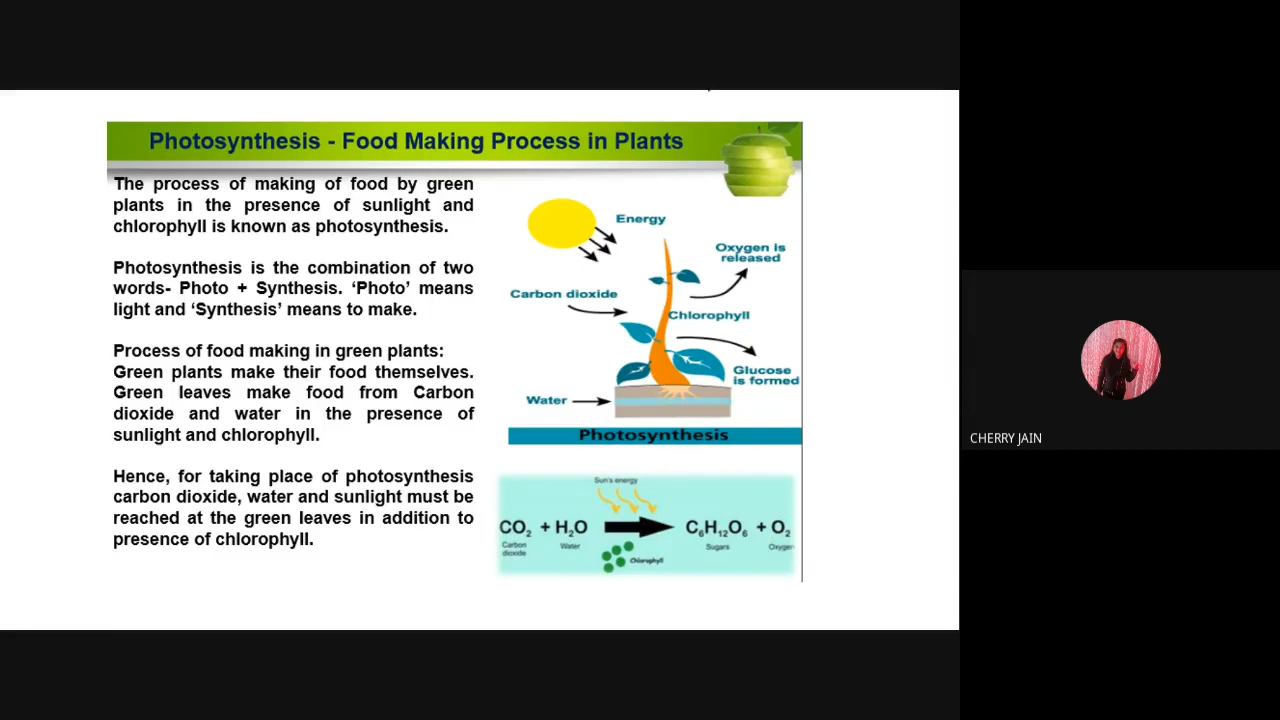 Photosynthesis - Food Making Process in Plants
The process of making of food by green
plants in the presence of sunlight and
chlorophyll is known as photosynthesis.
Photosynthesis is the combination of two
words- Photo + Synthesis. ‘Photo’ means
light and ‘Synthesis’ means to make.
Process of food making in green plants:
Green plants make their food themselves.
Green leaves make food from Carbon
dioxide and water in the presence of
sunlight and chlorophyll.
Hence, for taking place of photosynthesis
carbon dioxide, water and sunlight must be
reached at the green leaves in addition to
presence of chlorophyll.
Energy
Oxygen is
released
Carbon dioxide
Chlorophyll
Glucose
is formed
Water
Photosynthesis
Sun's energy
CO₂ + H₂O C₆H₁₂O₆ + O₂
Carbon
dioxide
Water
Sugars
Oxygen
Chlorophyll
CHERRY JAIN